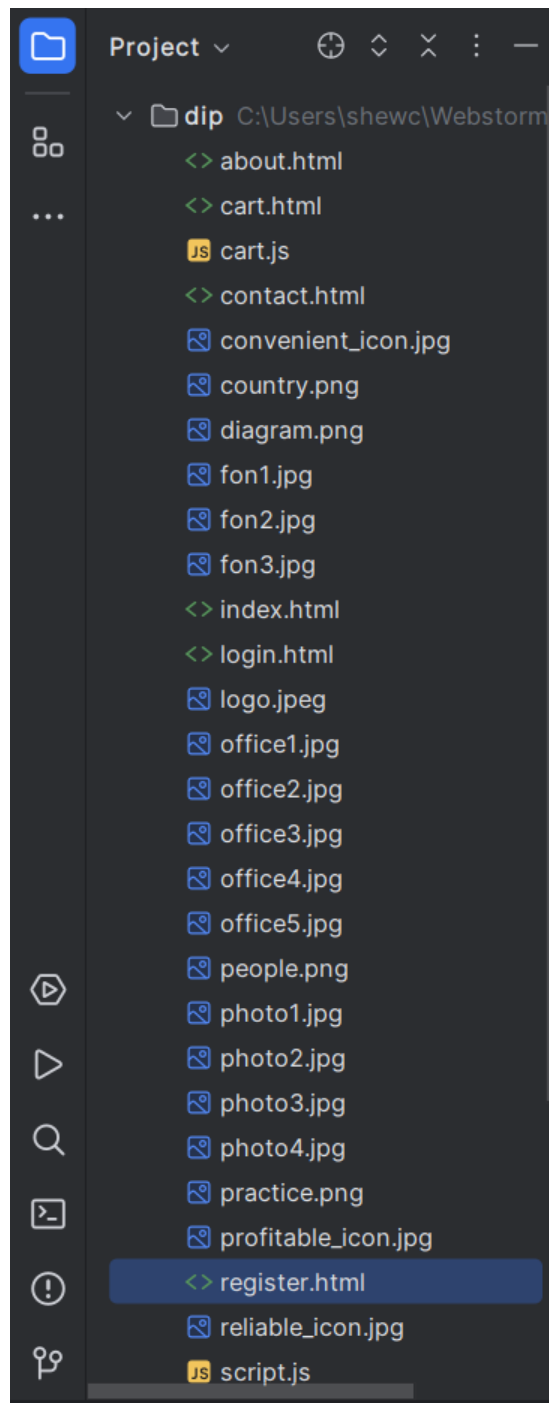 Project
dip C:\Users\shewc\Webstorm
about.html
cart.html
JS cart.js
contact.html
convenient_icon.jpg
country.png
diagram.png
fon1.jpg
fon2.jpg
fon3.jpg
index.html
login.html
logo.jpeg
office1.jpg
office2.jpg
office3.jpg
office4.jpg
office5.jpg
people.png
photo1.jpg
photo2.jpg
photo3.jpg
photo4.jpg
practice.png
profitable_icon.jpg
register.html
reliable_icon.jpg
JS script.js